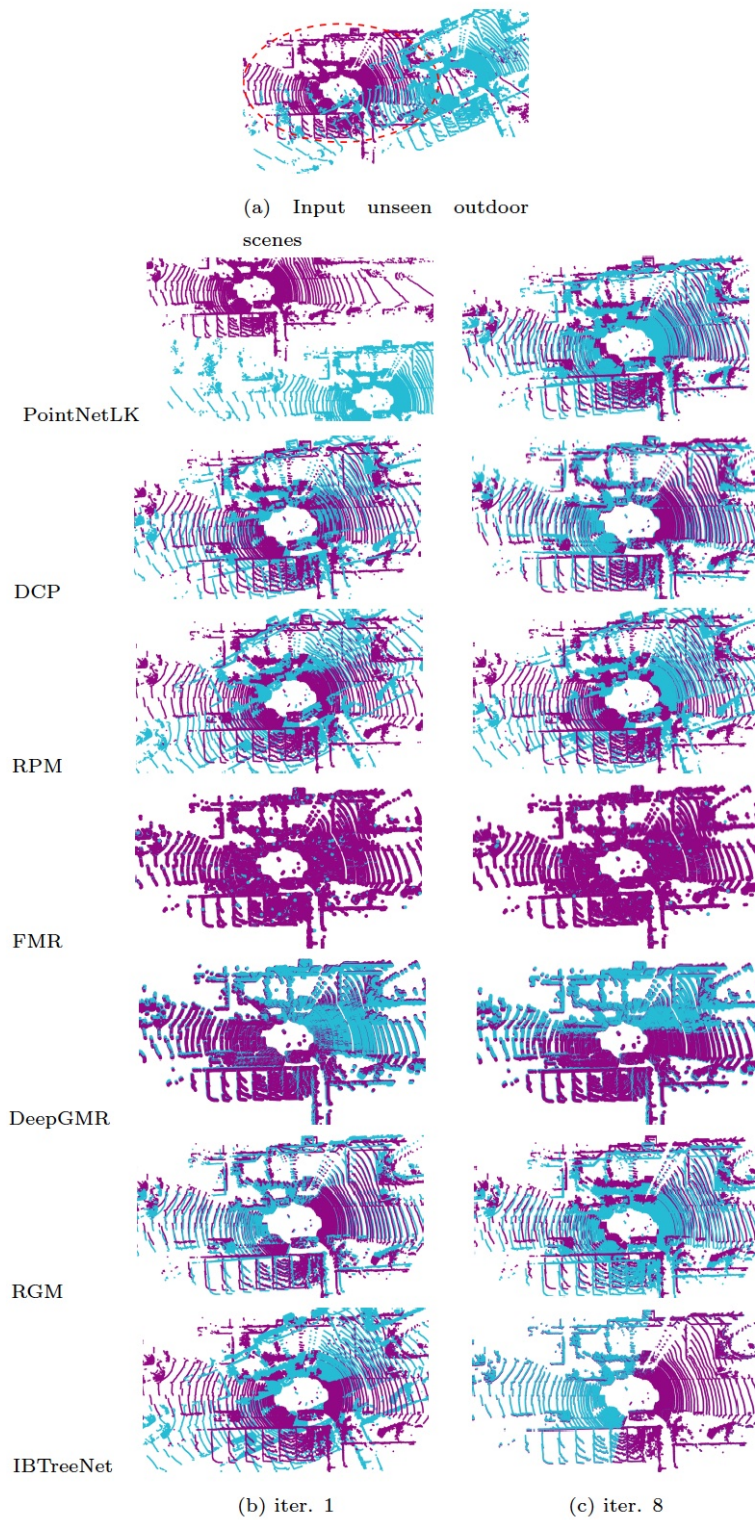 (a) Input unseen outdoor
scenes
PointNetLK
DCP
RPM
FMR
DeepGMR
RGM
IBTreeNet
(b) iter. 1
(c) iter. 8